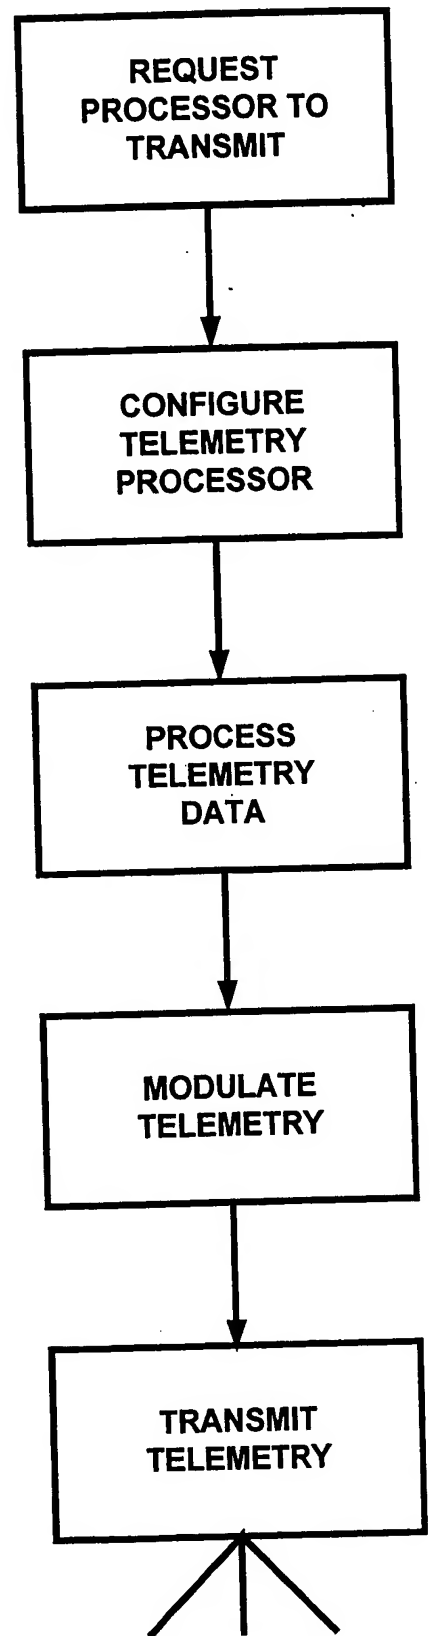 REQUEST
PROCESSOR TO
TRANSMIT
CONFIGURE
TELEMETRY
PROCESSOR
PROCESS
TELEMETRY
DATA
MODULATE
TELEMETRY
TRANSMIT
TELEMETRY